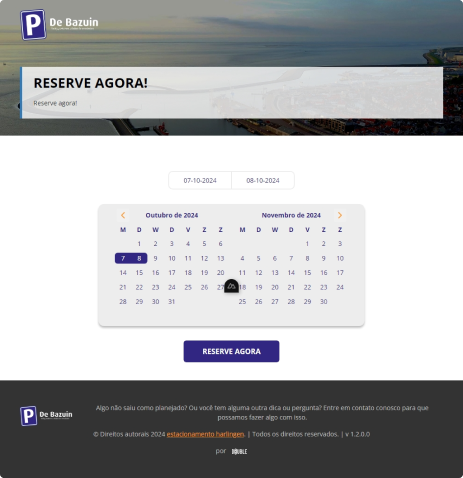 P De Bazuin
RESERVE AGORA!
Reserve agora!
07-10-2024 08-10-2024
Outubro de 2024 Novembro de 2024
M D W D V Z Z M D W D V Z Z
1 2 3 4 5 6 1 2 3
7 8 9 10 11 12 13 4 5 6 7 8 9 10
14 15 16 17 18 19 20 11 12 13 14 15 16 17
21 22 23 24 25 26 27 18 19 20 21 22 23 24
28 29 30 31 25 26 27 28 29 30
RESERVE AGORA
P De Bazuin
Algo não saiu como planejado? Ou você tem alguma outra dica ou pergunta? Entre em contato conosco para que
possamos fazer algo com isso.
© Direitos autorais 2024 estacionamento harlingen. | Todos os direitos reservados. | v 1.2.0.0
por DOUBLE